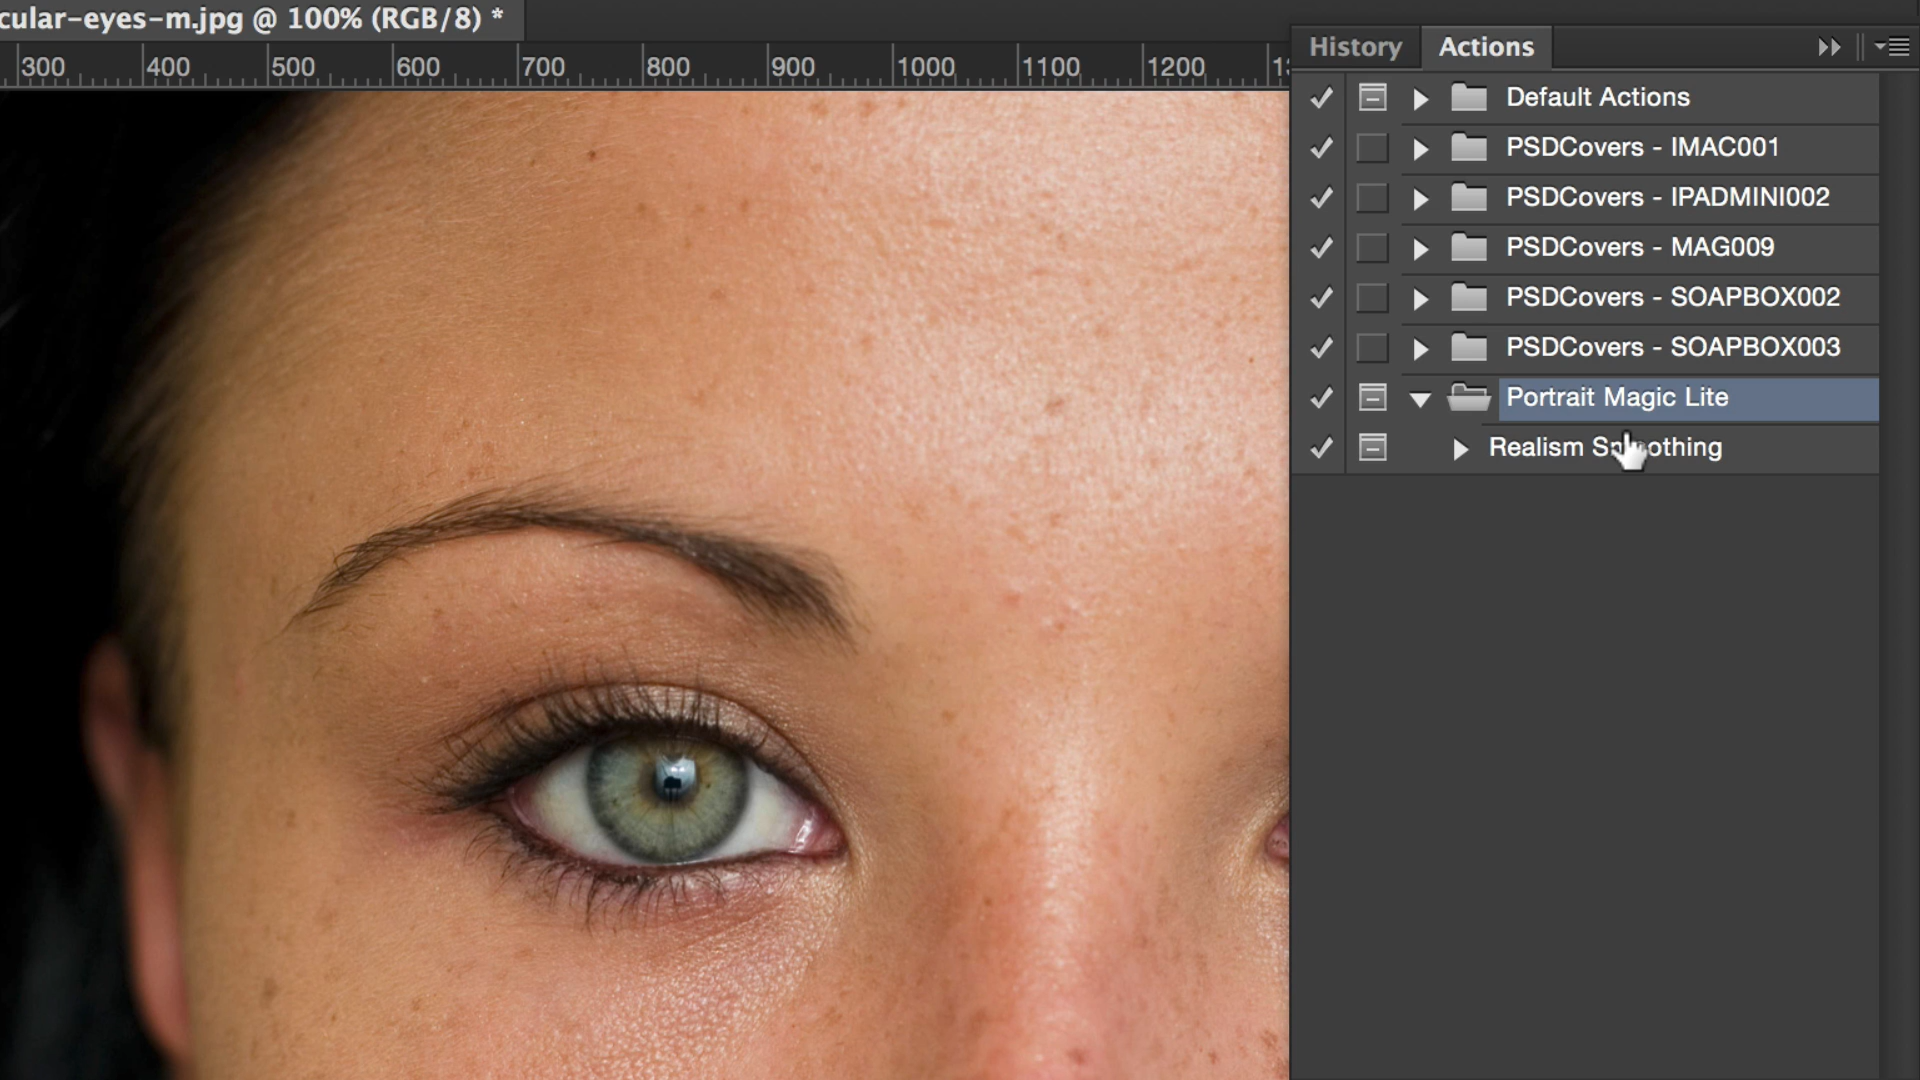 cular-eyes-m.jpg @ 100% (RGB/8) *
300 400 500 600 700 800 900 1000 1100 1200
History Actions
Default Actions
PSDCovers - IMAC001
PSDCovers - IPADMINI002
PSDCovers - MAG009
PSDCovers - SOAPBOX002
PSDCovers - SOAPBOX003
Portrait Magic Lite
Realism Smoothing